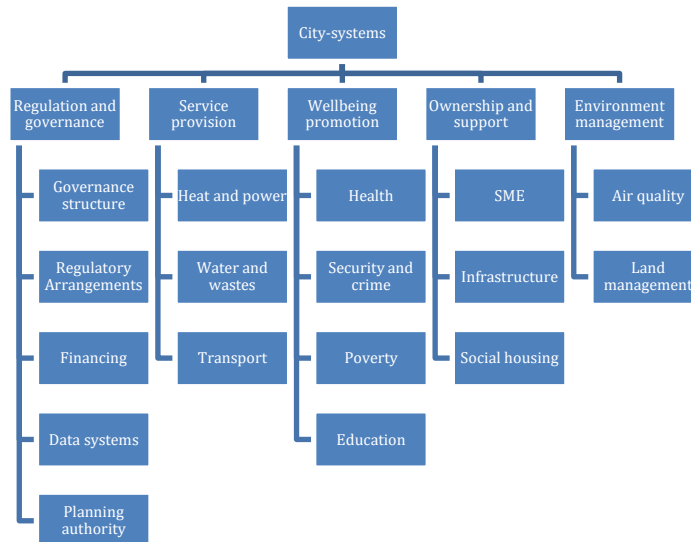 City-systems
Regulation and
governance
Service
provision
Wellbeing
promotion
Ownership and
support
Environment
management
Governance
structure
Heat and power
Health
SME
Air quality
Regulatory
Arrangements
Water and
wastes
Security and
crime
Infrastructure
Land
management
Financing
Transport
Poverty
Social housing
Data systems
Education
Planning
authority